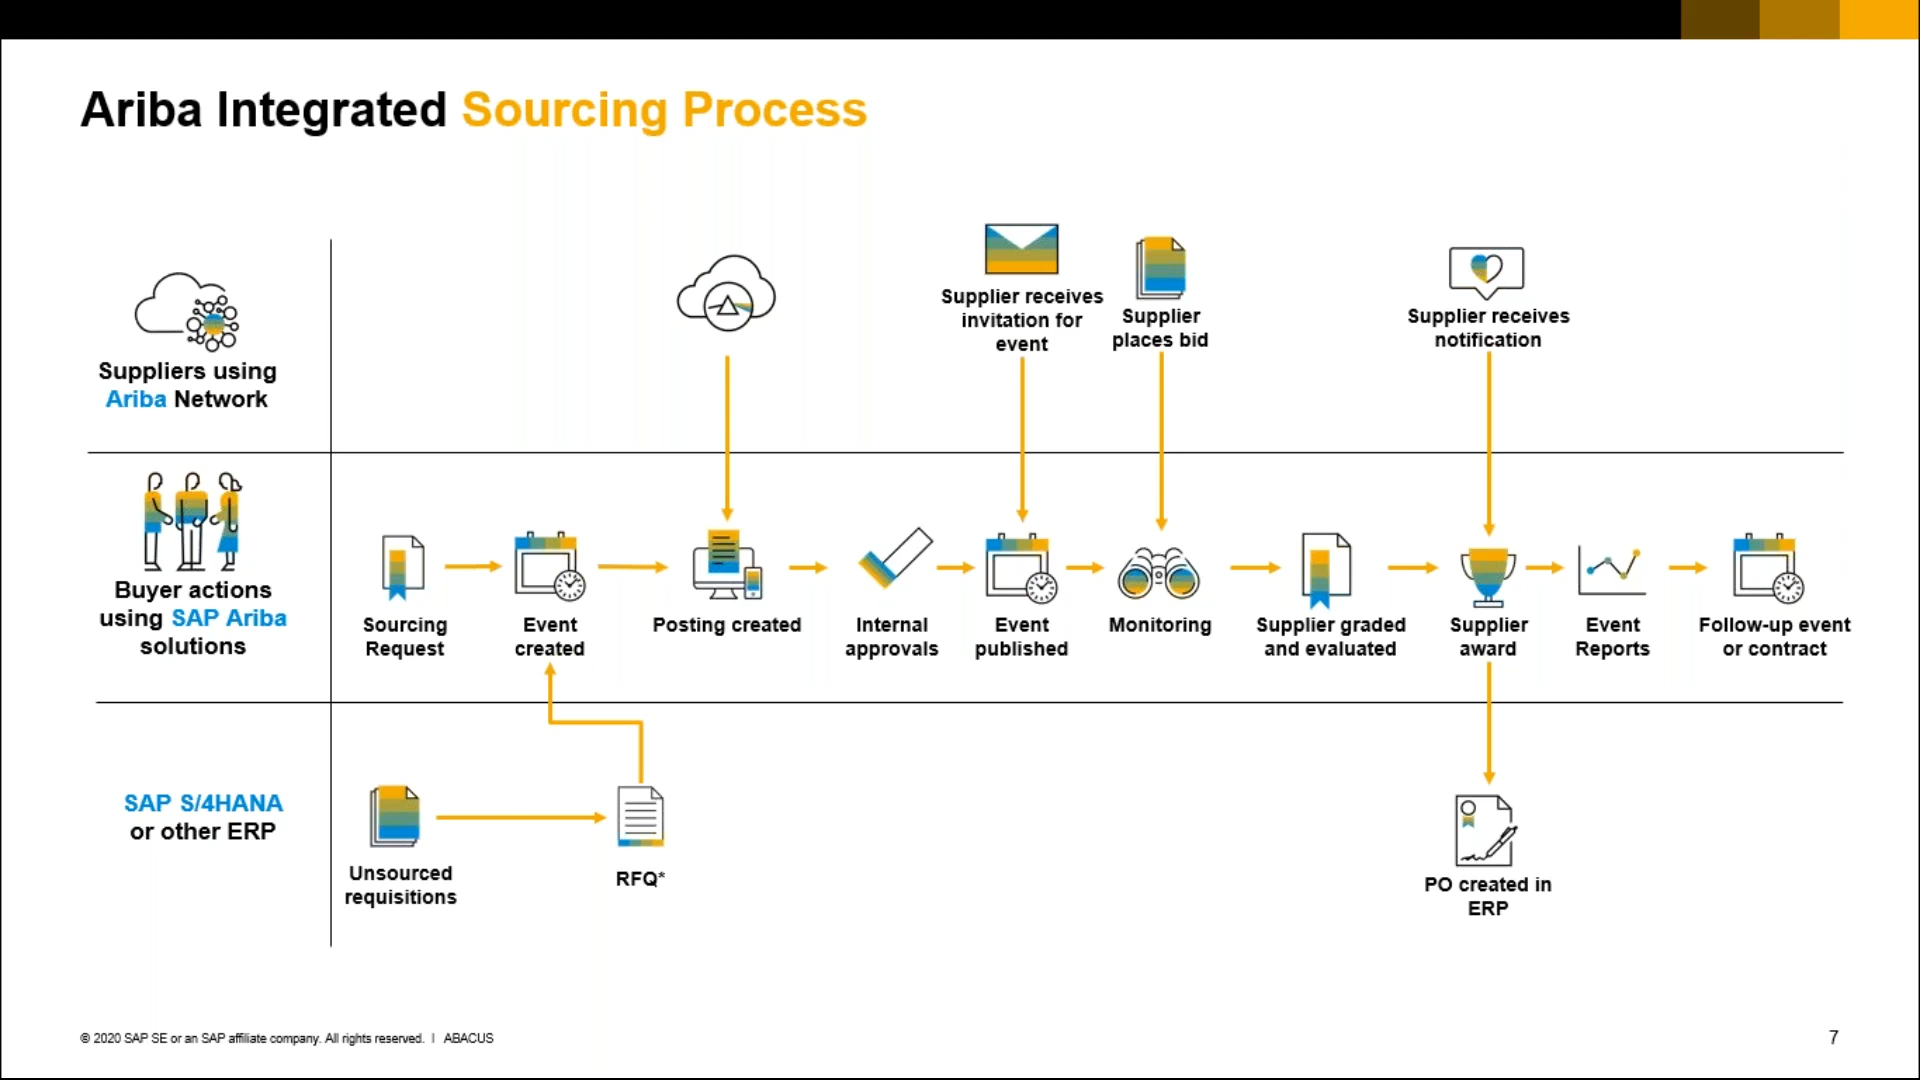 Ariba Integrated Sourcing Process
Supplier receives
invitation for
event
Supplier
places bid
Supplier receives
notification
Suppliers using
Ariba Network
Buyer actions
using SAP Ariba
solutions
Sourcing
Request
Event
created
Posting created
Internal
approvals
Event
published
Monitoring
Supplier graded
and evaluated
Supplier
award
Event
Reports
Follow-up event
or contract
SAP S/4HANA
or other ERP
Unsourced
requisitions
RFQ*
PO created in
ERP
© 2020 SAP SE or an SAP affiliate company. All rights reserved. | ABACUS
7